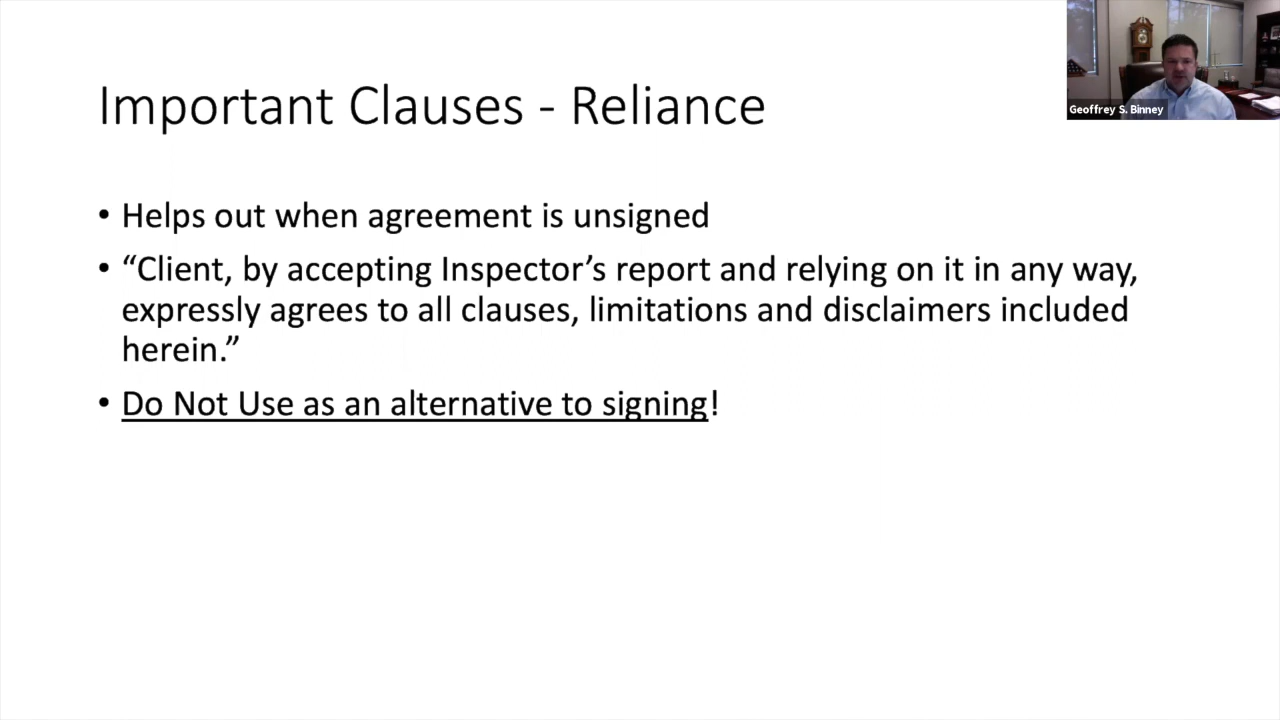 Important Clauses - Reliance
Geoffrey S. Binney
• Helps out when agreement is unsigned
• “Client, by accepting Inspector’s report and relying on it in any way,
expressly agrees to all clauses, limitations and disclaimers included
herein.”
• Do Not Use as an alternative to signing!